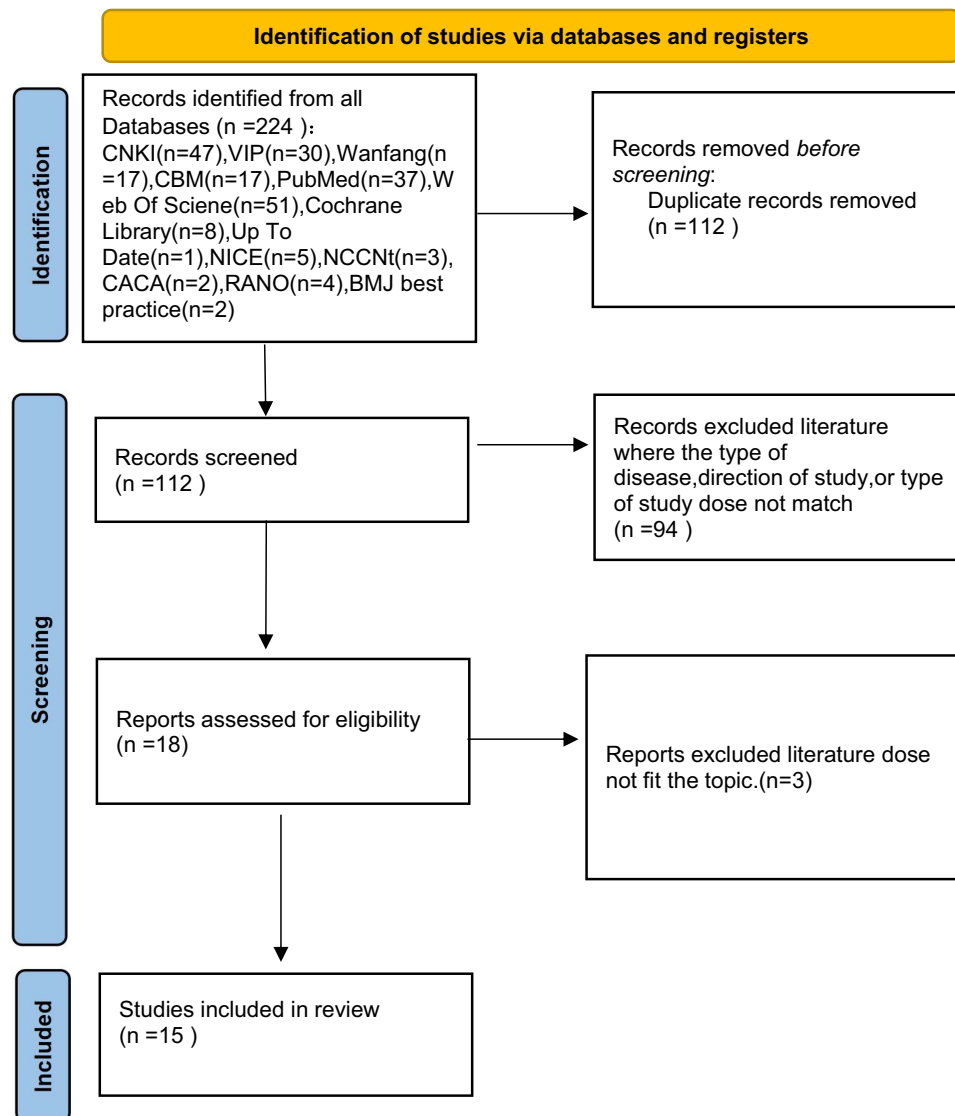 Identification of studies via databases and registers
Identification
Records identified from all
Databases (n =224 )：
CNKI(n=47),VIP(n=30),Wanfang(n
=17),CBM(n=17),PubMed(n=37),W
eb Of Sciene(n=51),Cochrane
Library(n=8),Up To
Date(n=1),NICE(n=5),NCCNt(n=3),
CACA(n=2),RANO(n=4),BMJ best
practice(n=2)
Records removed before
screening:
Duplicate records removed
(n =112 )
Screening
Records screened
(n =112 )
Records excluded literature
where the type of
disease,direction of study,or type
of study dose not match
(n =94 )
Reports assessed for eligibility
(n =18)
Reports excluded literature dose
not fit the topic.(n=3)
Included
Studies included in review
(n =15 )